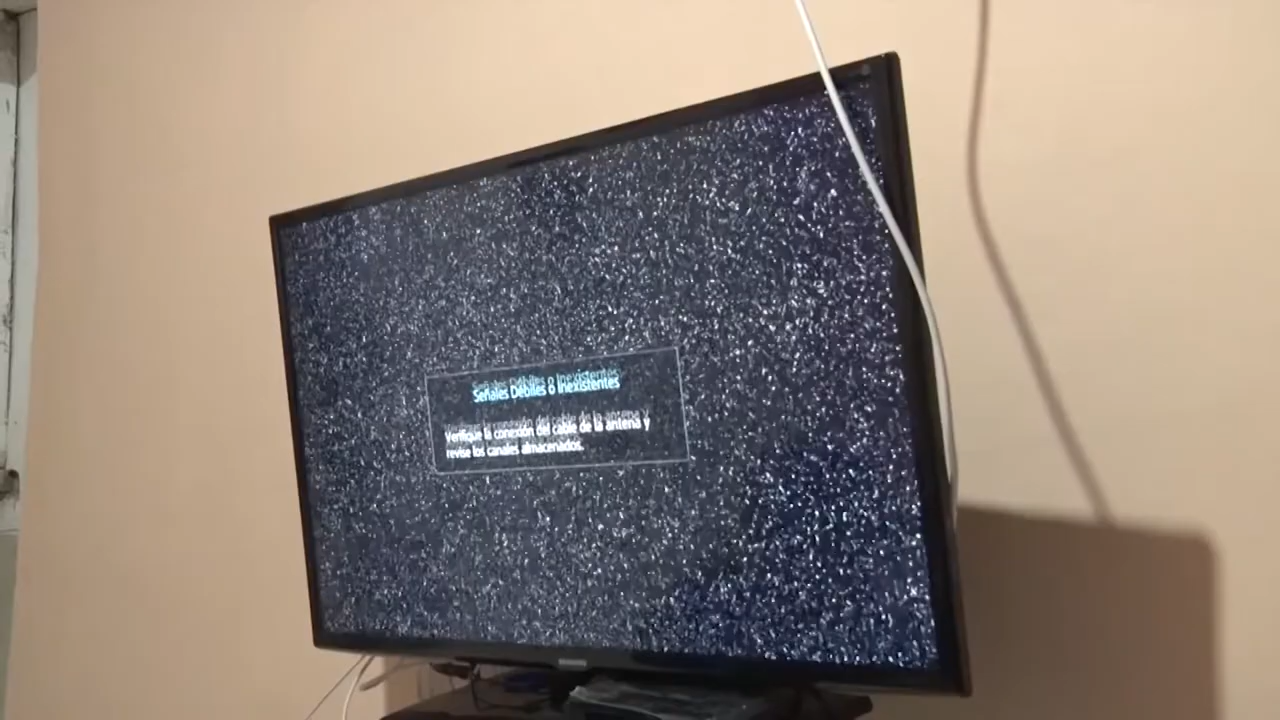 Señales Débiles o Inexistentes
Verifique la conexión del cable de la antena y
revise los canales almacenados.